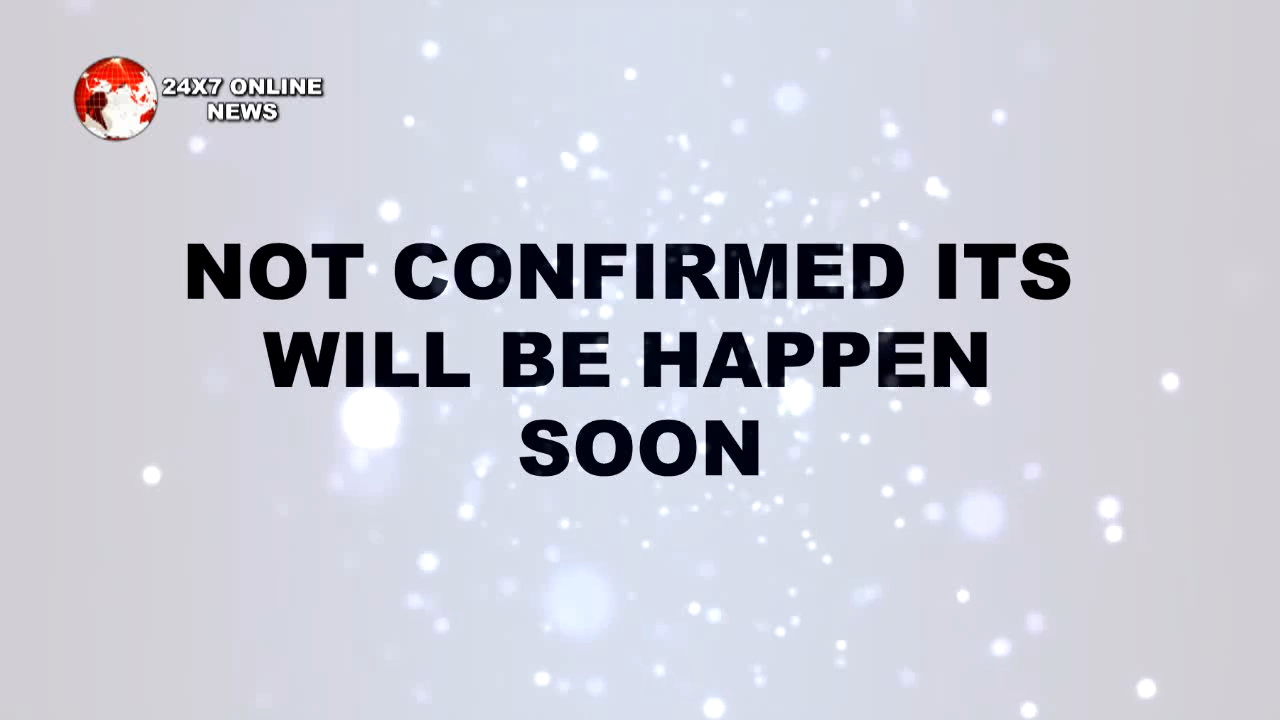 24X7 ONLINE
NEWS
NOT CONFIRMED ITS
WILL BE HAPPEN
SOON